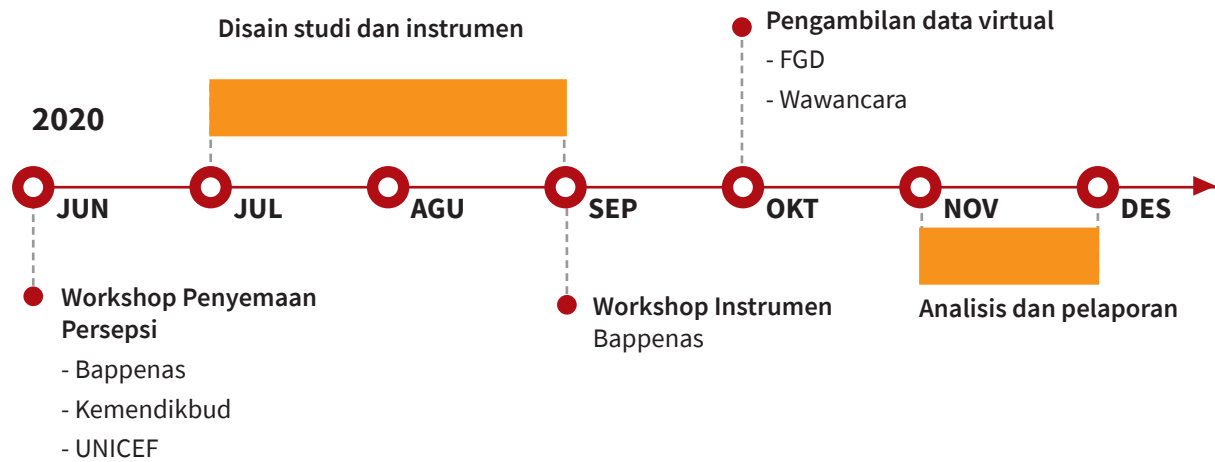 Disain studi dan instrumen
Pengambilan data virtual
- FGD
- Wawancara
2020
JUN
JUL
AGU
SEP
OKT
NOV
DES
Workshop Penyemaan
Persepsi
- Bappenas
- Kemendikbud
- UNICEF
Workshop Instrumen
Bappenas
Analisis dan pelaporan